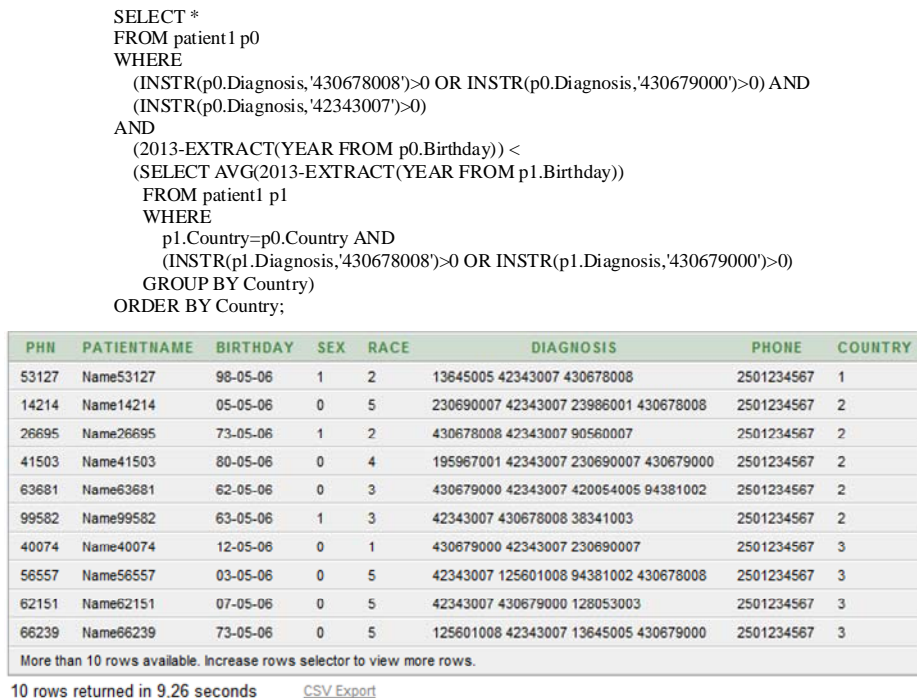 SELECT *
FROM patient1 p0
WHERE
(INSTR(p0.Diagnosis,'430678008')>0 OR INSTR(p0.Diagnosis,'430679000')>0) AND
(INSTR(p0.Diagnosis,'42343007')>0)
AND
(2013-EXTRACT(YEAR FROM p0.Birthday)) <
(SELECT AVG(2013-EXTRACT(YEAR FROM p1.Birthday))
FROM patient1 p1
WHERE
p1.Country=p0.Country AND
(INSTR(p1.Diagnosis,'430678008')>0 OR INSTR(p1.Diagnosis,'430679000')>0)
GROUP BY Country)
ORDER BY Country;
PHN PATIENTNAME BIRTHDAY SEX RACE DIAGNOSIS PHONE COUNTRY
53127 Name53127 98-05-06 1 2 13645005 42343007 430678008 2501234567 1
14214 Name14214 05-05-06 0 5 230690007 42343007 23986001 430678008 2501234567 2
26695 Name26695 73-05-06 1 2 430678008 42343007 90560007 2501234567 2
41503 Name41503 80-05-06 0 4 195967001 42343007 230690007 430679000 2501234567 2
63681 Name63681 62-05-06 0 3 430679000 42343007 420054005 94381002 2501234567 2
99582 Name99582 63-05-06 1 3 42343007 430678008 38341003 2501234567 2
40074 Name40074 12-05-06 0 1 430679000 42343007 230690007 2501234567 3
56557 Name56557 03-05-06 0 5 42343007 125601008 94381002 430678008 2501234567 3
62151 Name62151 07-05-06 0 5 42343007 430679000 128053003 2501234567 3
66239 Name66239 73-05-06 0 5 125601008 42343007 13645005 430679000 2501234567 3
More than 10 rows available. Increase rows selector to view more rows.
10 rows returned in 9.26 seconds CSV Export